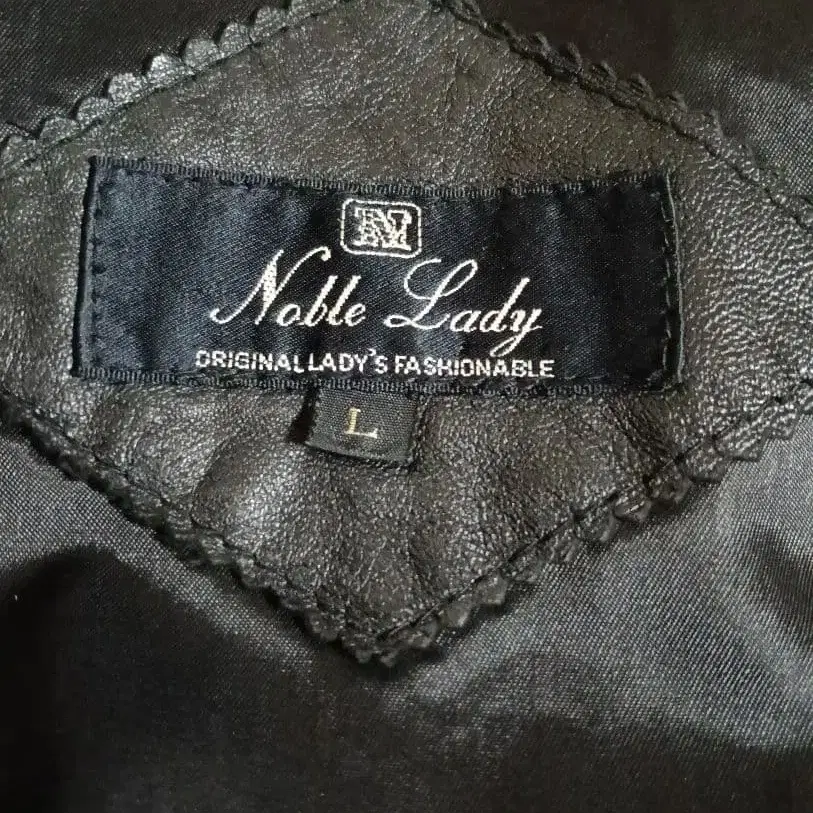 N
Noble Lady
ORIGINAL LADY'S FASHIONABLE
L